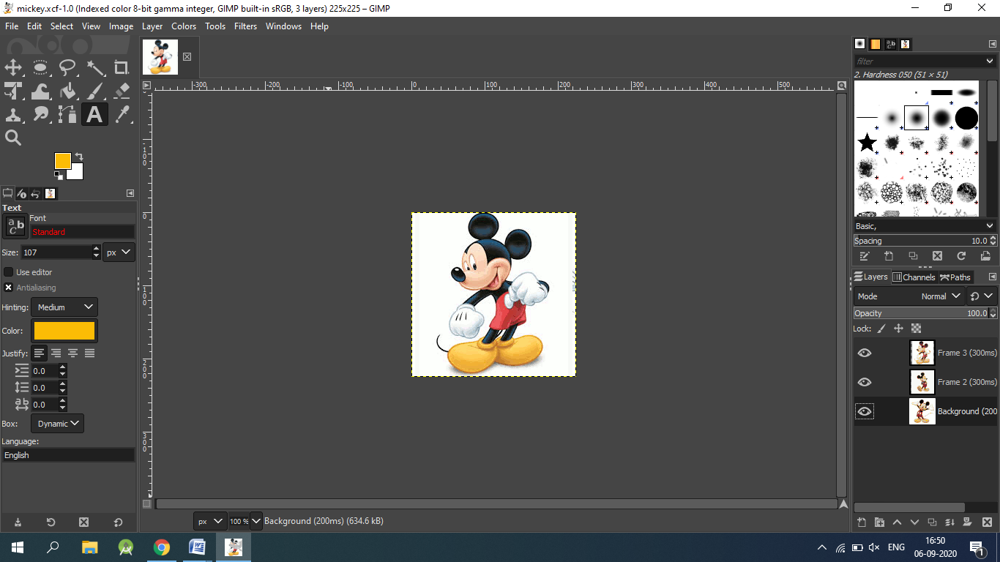 mickey.xcf-1.0 (Indexed color 8-bit gamma integer, GIMP built-in sRGB, 3 layers) 225x225 – GIMP
File Edit Select View Image Layer Colors Tools Filters Windows Help
-300 -200 -100 0 100 200 300 400 500
-100
0
100
200
300
Text
Font
Standard
Size: 107 px
Use editor
Antialiasing
Hinting: Medium
Color:
Justify:
0.0
0.0
0.0
Box: Dynamic
Language:
English
px 100 % Background (200ms) (634.6 kB)
filter
2. Hardness 050 (51 × 51)
Basic,
Spacing 10.0
Layers Channels Paths
Mode Normal
Opacity 100.0
Lock:
Frame 3 (300ms)
Frame 2 (300ms)
Background (200
ENG
16:50
06-09-2020
1